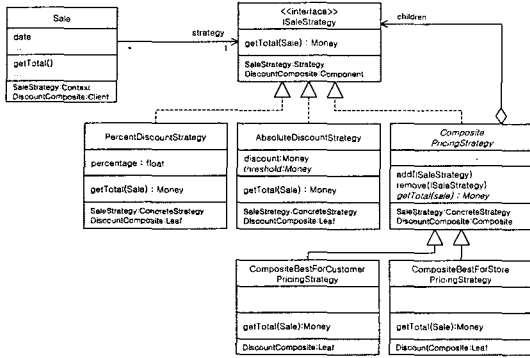 Sale
date
...
getTotal()
...
SaleStrategy:Context
DiscountComposite:Client
strategy
1
<<interface>>
ISaleStrategy
getTotal(Sale) : Money
SaleStrategy:Strategy
DiscountComposite:Component
children
PercentDiscountStrategy
percentage : float
getTotal(Sale) : Money
SaleStrategy:ConcreteStrategy
DiscountComposite:Leaf
AbsoluteDiscountStrategy
discount:Money
threshold:Money
getTotal(Sale) : Money
SaleStrategy:ConcreteStrategy
DiscountComposite:Leaf
Composite
PricingStrategy
add(ISaleStrategy)
remove(ISaleStrategy)
getTotal(sale) : Money
SaleStrategy:ConcreteStrategy
DiscountComposite:Composite
CompositeBestForCustomer
PricingStrategy
getTotal(Sale):Money
DiscountComposite:Leaf
CompositeBestForStore
PricingStrategy
getTotal(Sale):Money
DiscountComposite:Leaf